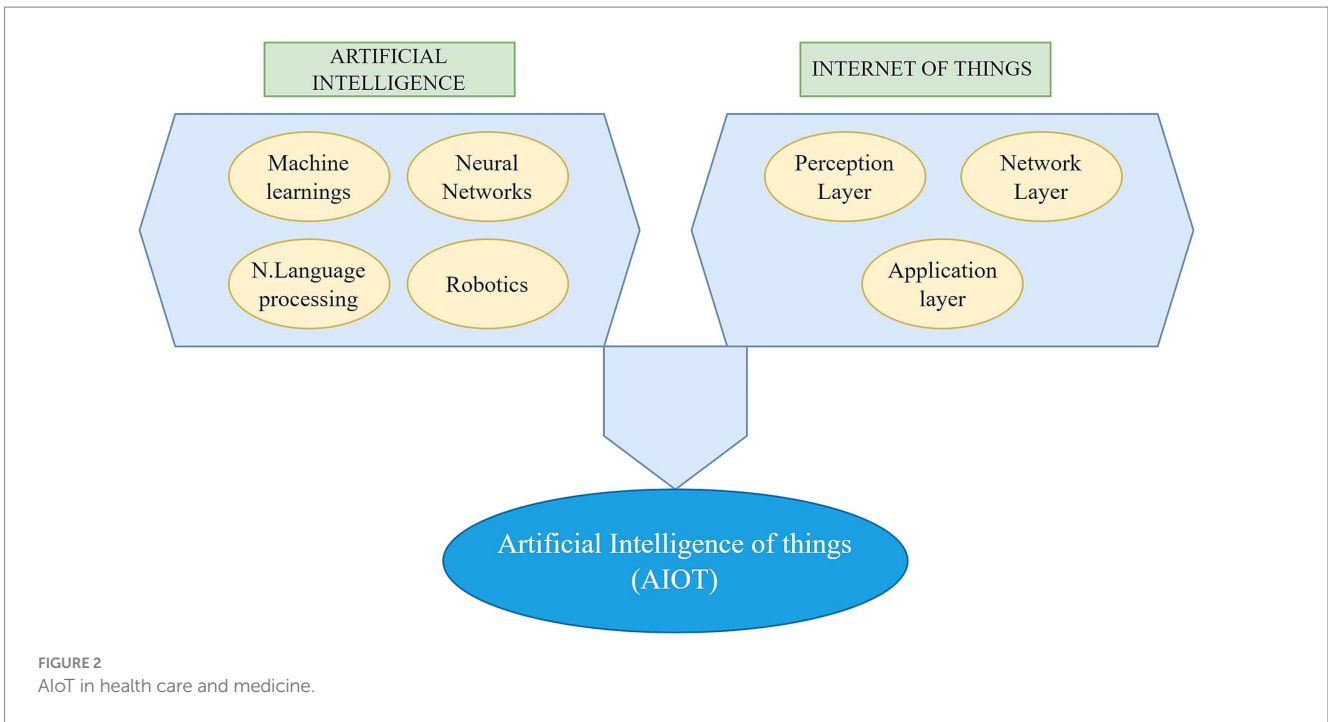 ARTIFICIAL
INTELLIGENCE
INTERNET OF THINGS
Machine
learnings
Neural
Networks
N.Language
processing
Robotics
Perception
Layer
Network
Layer
Application
layer
Artificial Intelligence of things
(AIOT)
FIGURE 2
AIoT in health care and medicine.